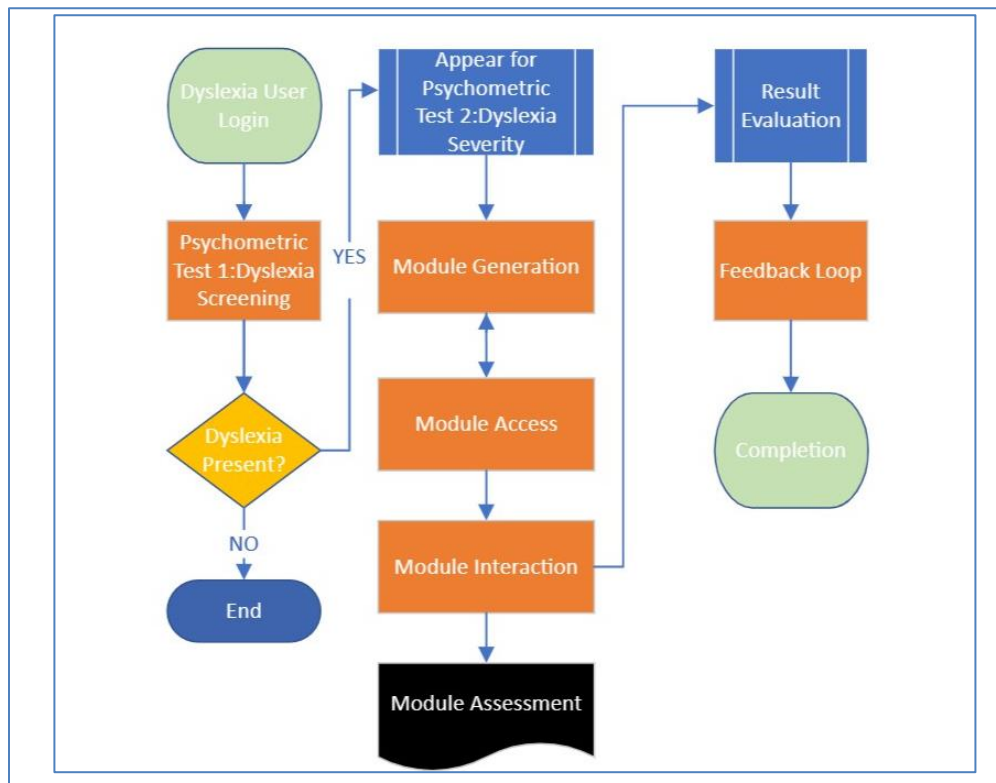 Dyslexia User
Login
Psychometric
Test 1:Dyslexia
Screening
Dyslexia
Present?
NO
End
YES
Appear for
Psychometric
Test 2:Dyslexia
Severity
Module Generation
Module Access
Module Interaction
Module Assessment
Result
Evaluation
Feedback Loop
Completion